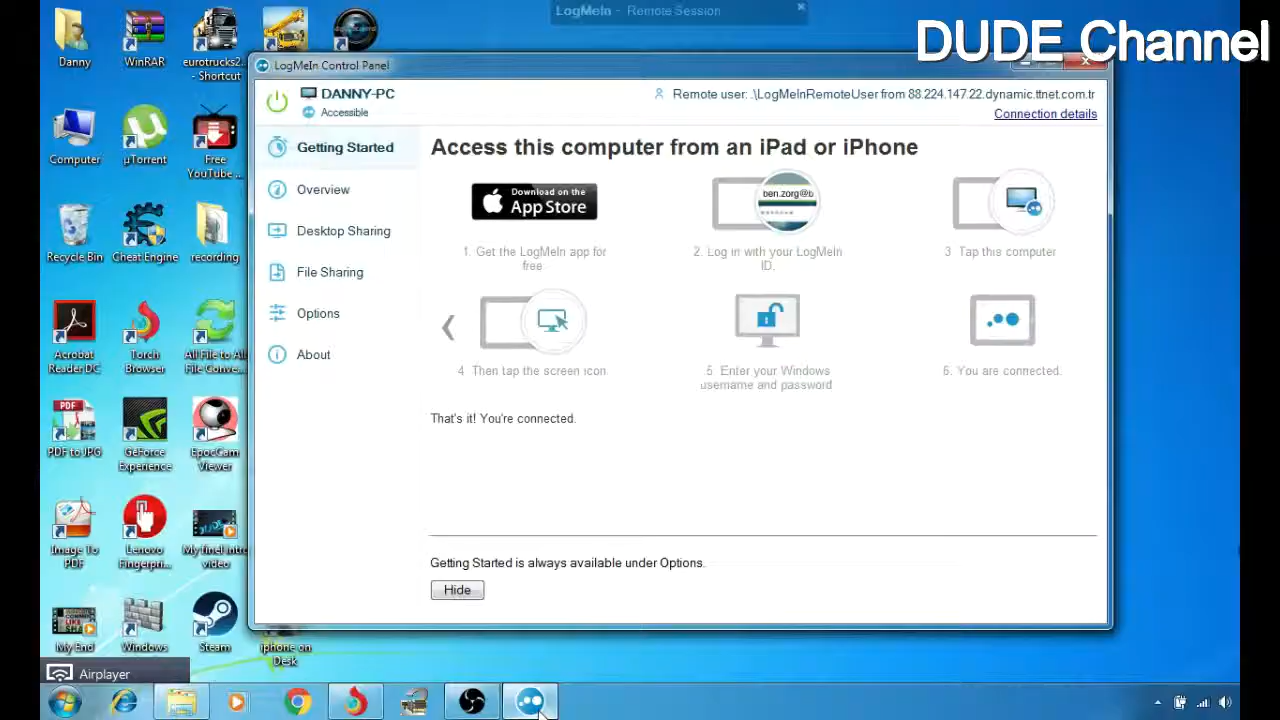 LogMeIn - Remote Session
DUDE Channel
Danny
WinRAR
eurotrucks2...
- Shortcut
LogMeIn Control Panel
DANNY-PC
Accessible
Remote user: .\LogMeInRemoteUser from 88.224.147.22.dynamic.ttnet.com.tr
Connection details
Computer
µTorrent
Free
YouTube ...
Getting Started
Overview
Desktop Sharing
File Sharing
Options
About
Access this computer from an iPad or iPhone
Download on the
App Store
ben.zorg@b
1. Get the LogMeIn app for
free
2. Log in with your LogMeIn
ID.
3 Tap this computer
4 Then tap the screen icon
5 Enter your Windows
username and password
6. You are connected.
That's it! You're connected.
Getting Started is always available under Options.
Hide
Recycle Bin
Cheat Engine
recording
Acrobat
Reader DC
Torch
Browser
All File to All
File Conve...
PDF
PDF to JPG
GeForce
Experience
EpocCam
Viewer
Image To
PDF
Lenovo
Fingerpri...
DUDE
My finel intro
video
My End
Windows
Steam
iphone on
Desk
Airplayer